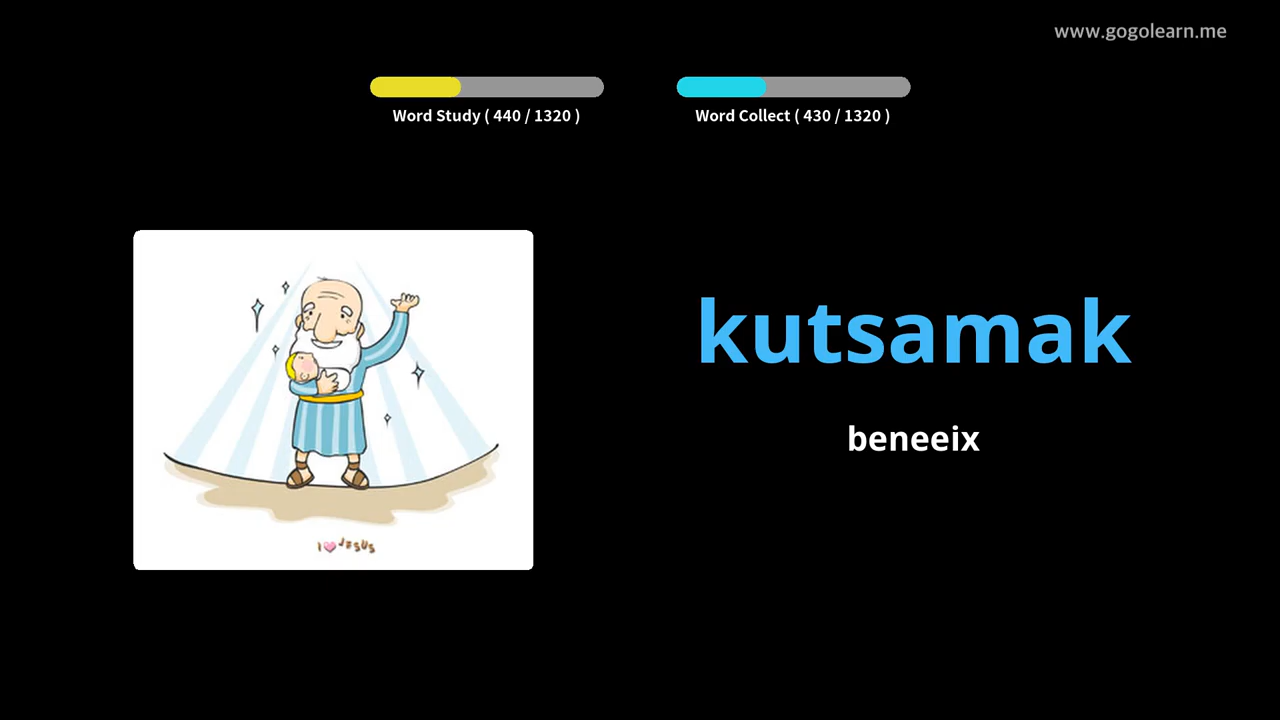 www.gogolearn.me
Word Study ( 440 / 1320 )
Word Collect ( 430 / 1320 )
kutsamak
beneeix
I JESUS